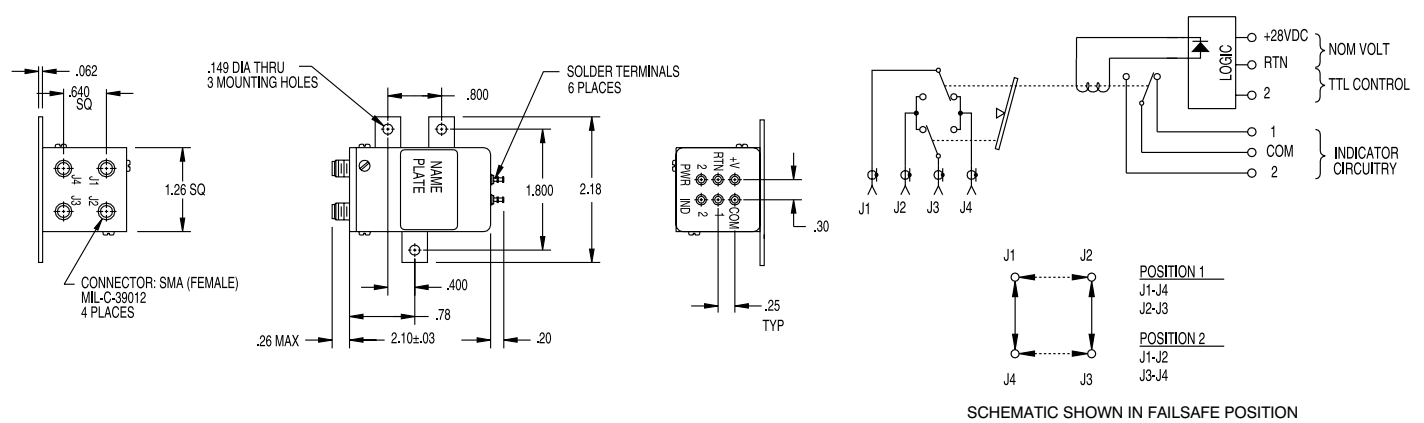 .062
.640
SQ
J4
J1
J3
J2
1.26 SQ
CONNECTOR: SMA (FEMALE)
MIL-C-39012
4 PLACES
.149 DIA THRU
3 MOUNTING HOLES
.800
SOLDER TERMINALS
6 PLACES
NAME
PLATE
1.800
2.18
.400
.78
.26 MAX
2.10±.03
.20
PWR
2
RTN
+V
IND
2
1
COM
.30
.25
TYP
LOGIC
+28VDC
RTN
2
NOM VOLT
TTL CONTROL
1
COM
2
INDICATOR
CIRCUITRY
J1
J2
J3
J4
J1
J2
J4
J3
POSITION 1
J1-J4
J2-J3
POSITION 2
J1-J2
J3-J4
SCHEMATIC SHOWN IN FAILSAFE POSITION